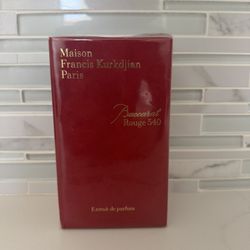 Maison
Francis Kurkdjian
Paris
Baccarat
Rouge 540
Extrait de parfum